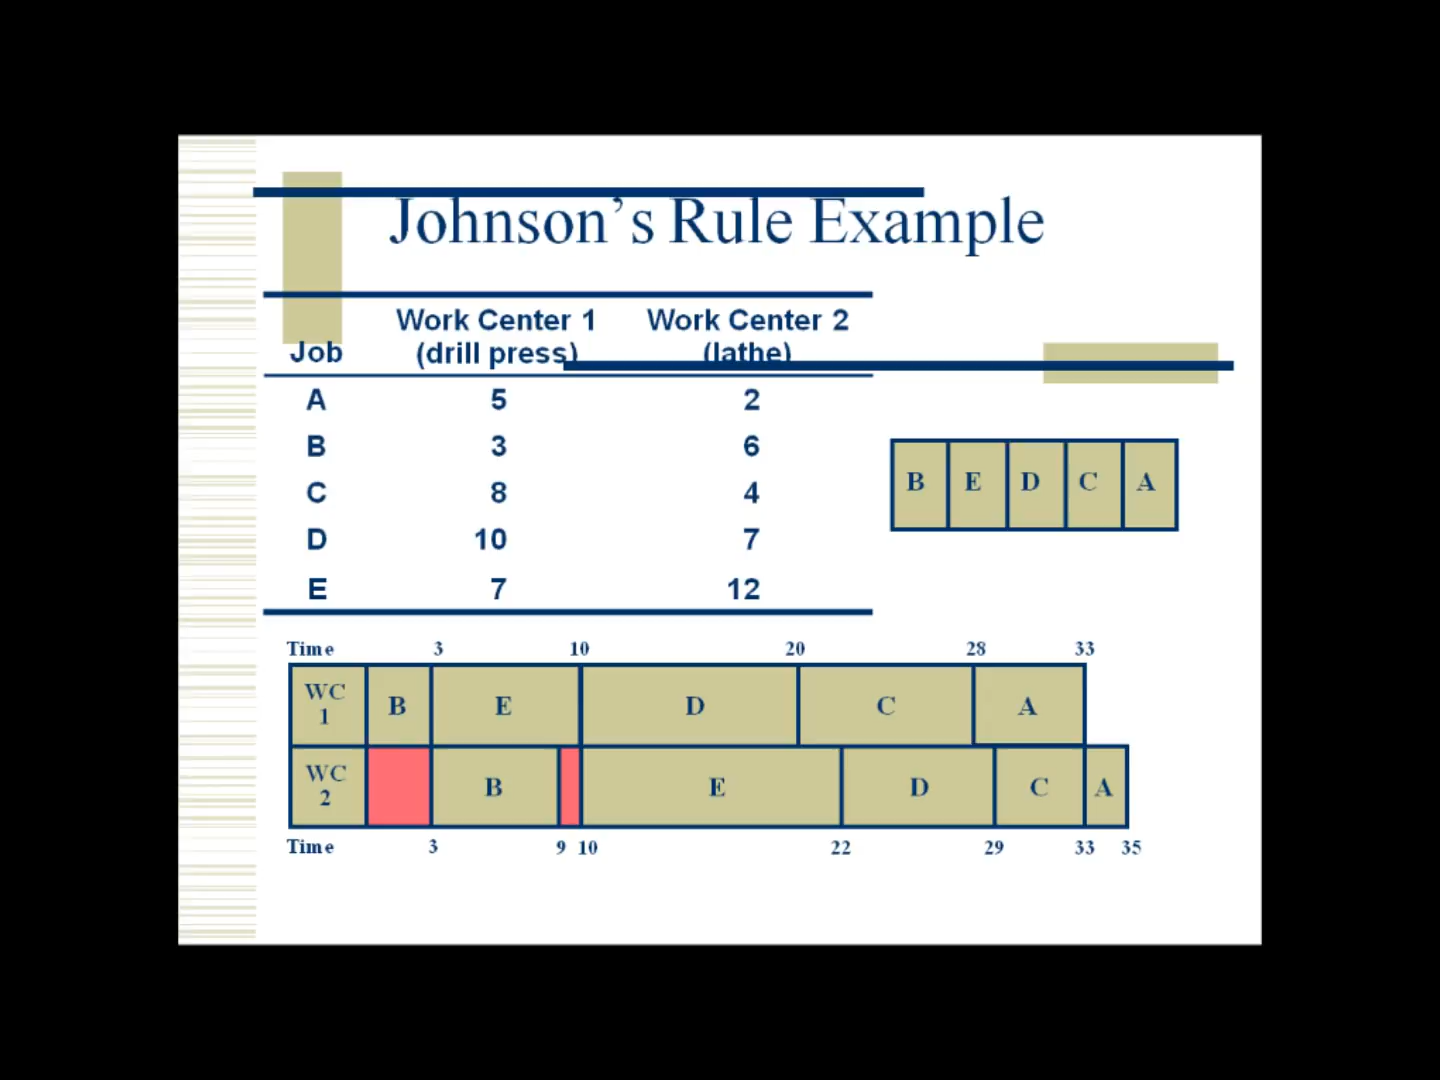 Johnson's Rule Example
Work Center 1 Work Center 2
Job (drill press) (lathe)
A 5 2
B 3 6
C 8 4
D 10 7
E 7 12
B E D C A
Time 3 10 20 28 33
WC 1 B E D C A
WC 2 B E D C A
Time 3 9 10 22 29 33 35